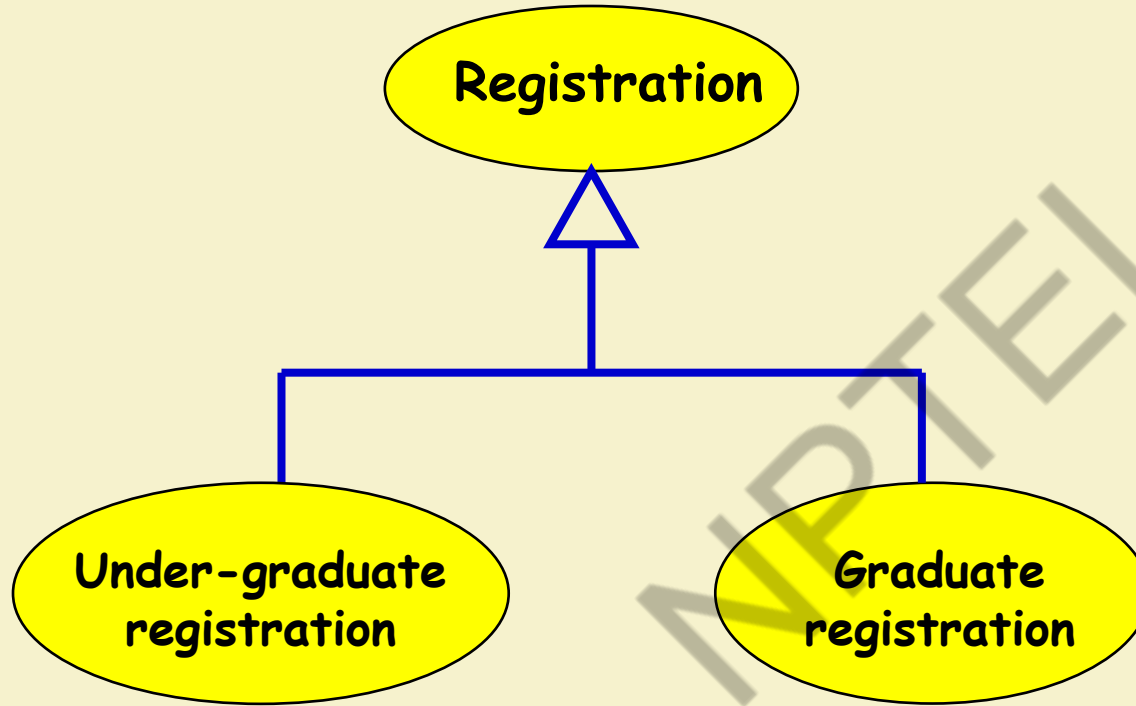 Registration
Under-graduate
registration
Graduate
registration
NPTEL